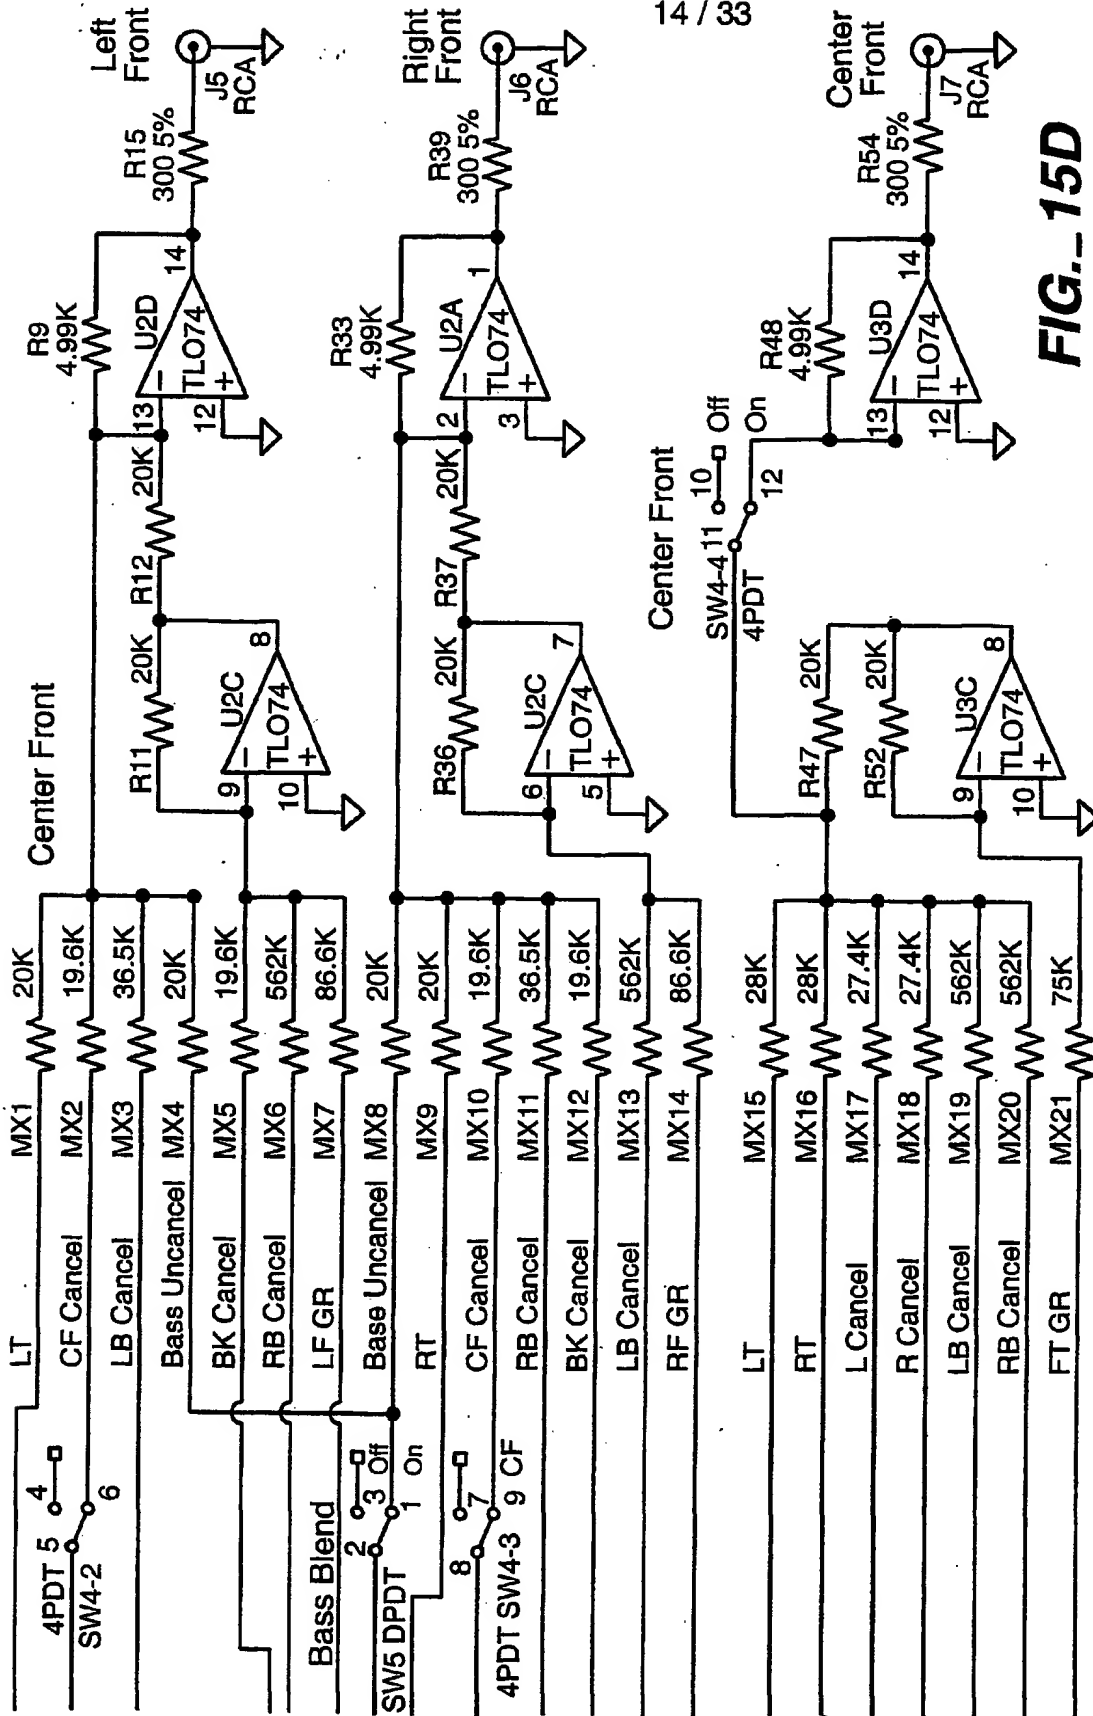 14 / 33
Left
Front
J5
RCA
R15
300 5%
R9
4.99K
14
U2D
TLO74
13
12
20K
R12
20K
R11
8
U2C
TLO74
9
10
Center Front
20K
MX1
LT
19.6K
MX2
CF Cancel
36.5K
MX3
LB Cancel
20K
MX4
Bass Uncancel
19.6K
MX5
BK Cancel
562K
MX6
RB Cancel
86.6K
MX7
LF GR
4PDT
SW4-2
5
4
6
Right
Front
J6
RCA
R39
300 5%
R33
4.99K
1
U2A
TLO74
2
3
20K
R37
20K
R36
7
U2C
TLO74
6
5
20K
MX8
Base Uncancel
20K
MX9
RT
19.6K
MX10
CF Cancel
36.5K
MX11
RB Cancel
19.6K
MX12
BK Cancel
562K
MX13
LB Cancel
86.6K
MX14
RF GR
Bass Blend
SW5 DPDT
2
3
Off
1
On
8
7
9 CF
4PDT SW4-3
Center
Front
J7
RCA
R54
300 5%
R48
4.99K
14
U3D
TLO74
13
12
Center Front
10
Off
On
12
SW4-4
11
4PDT
20K
R47
20K
R52
8
U3C
TLO74
9
10
28K
MX15
LT
28K
MX16
RT
27.4K
MX17
L Cancel
27.4K
MX18
R Cancel
562K
MX19
LB Cancel
562K
MX20
RB Cancel
75K
MX21
FT GR
FIG._15D